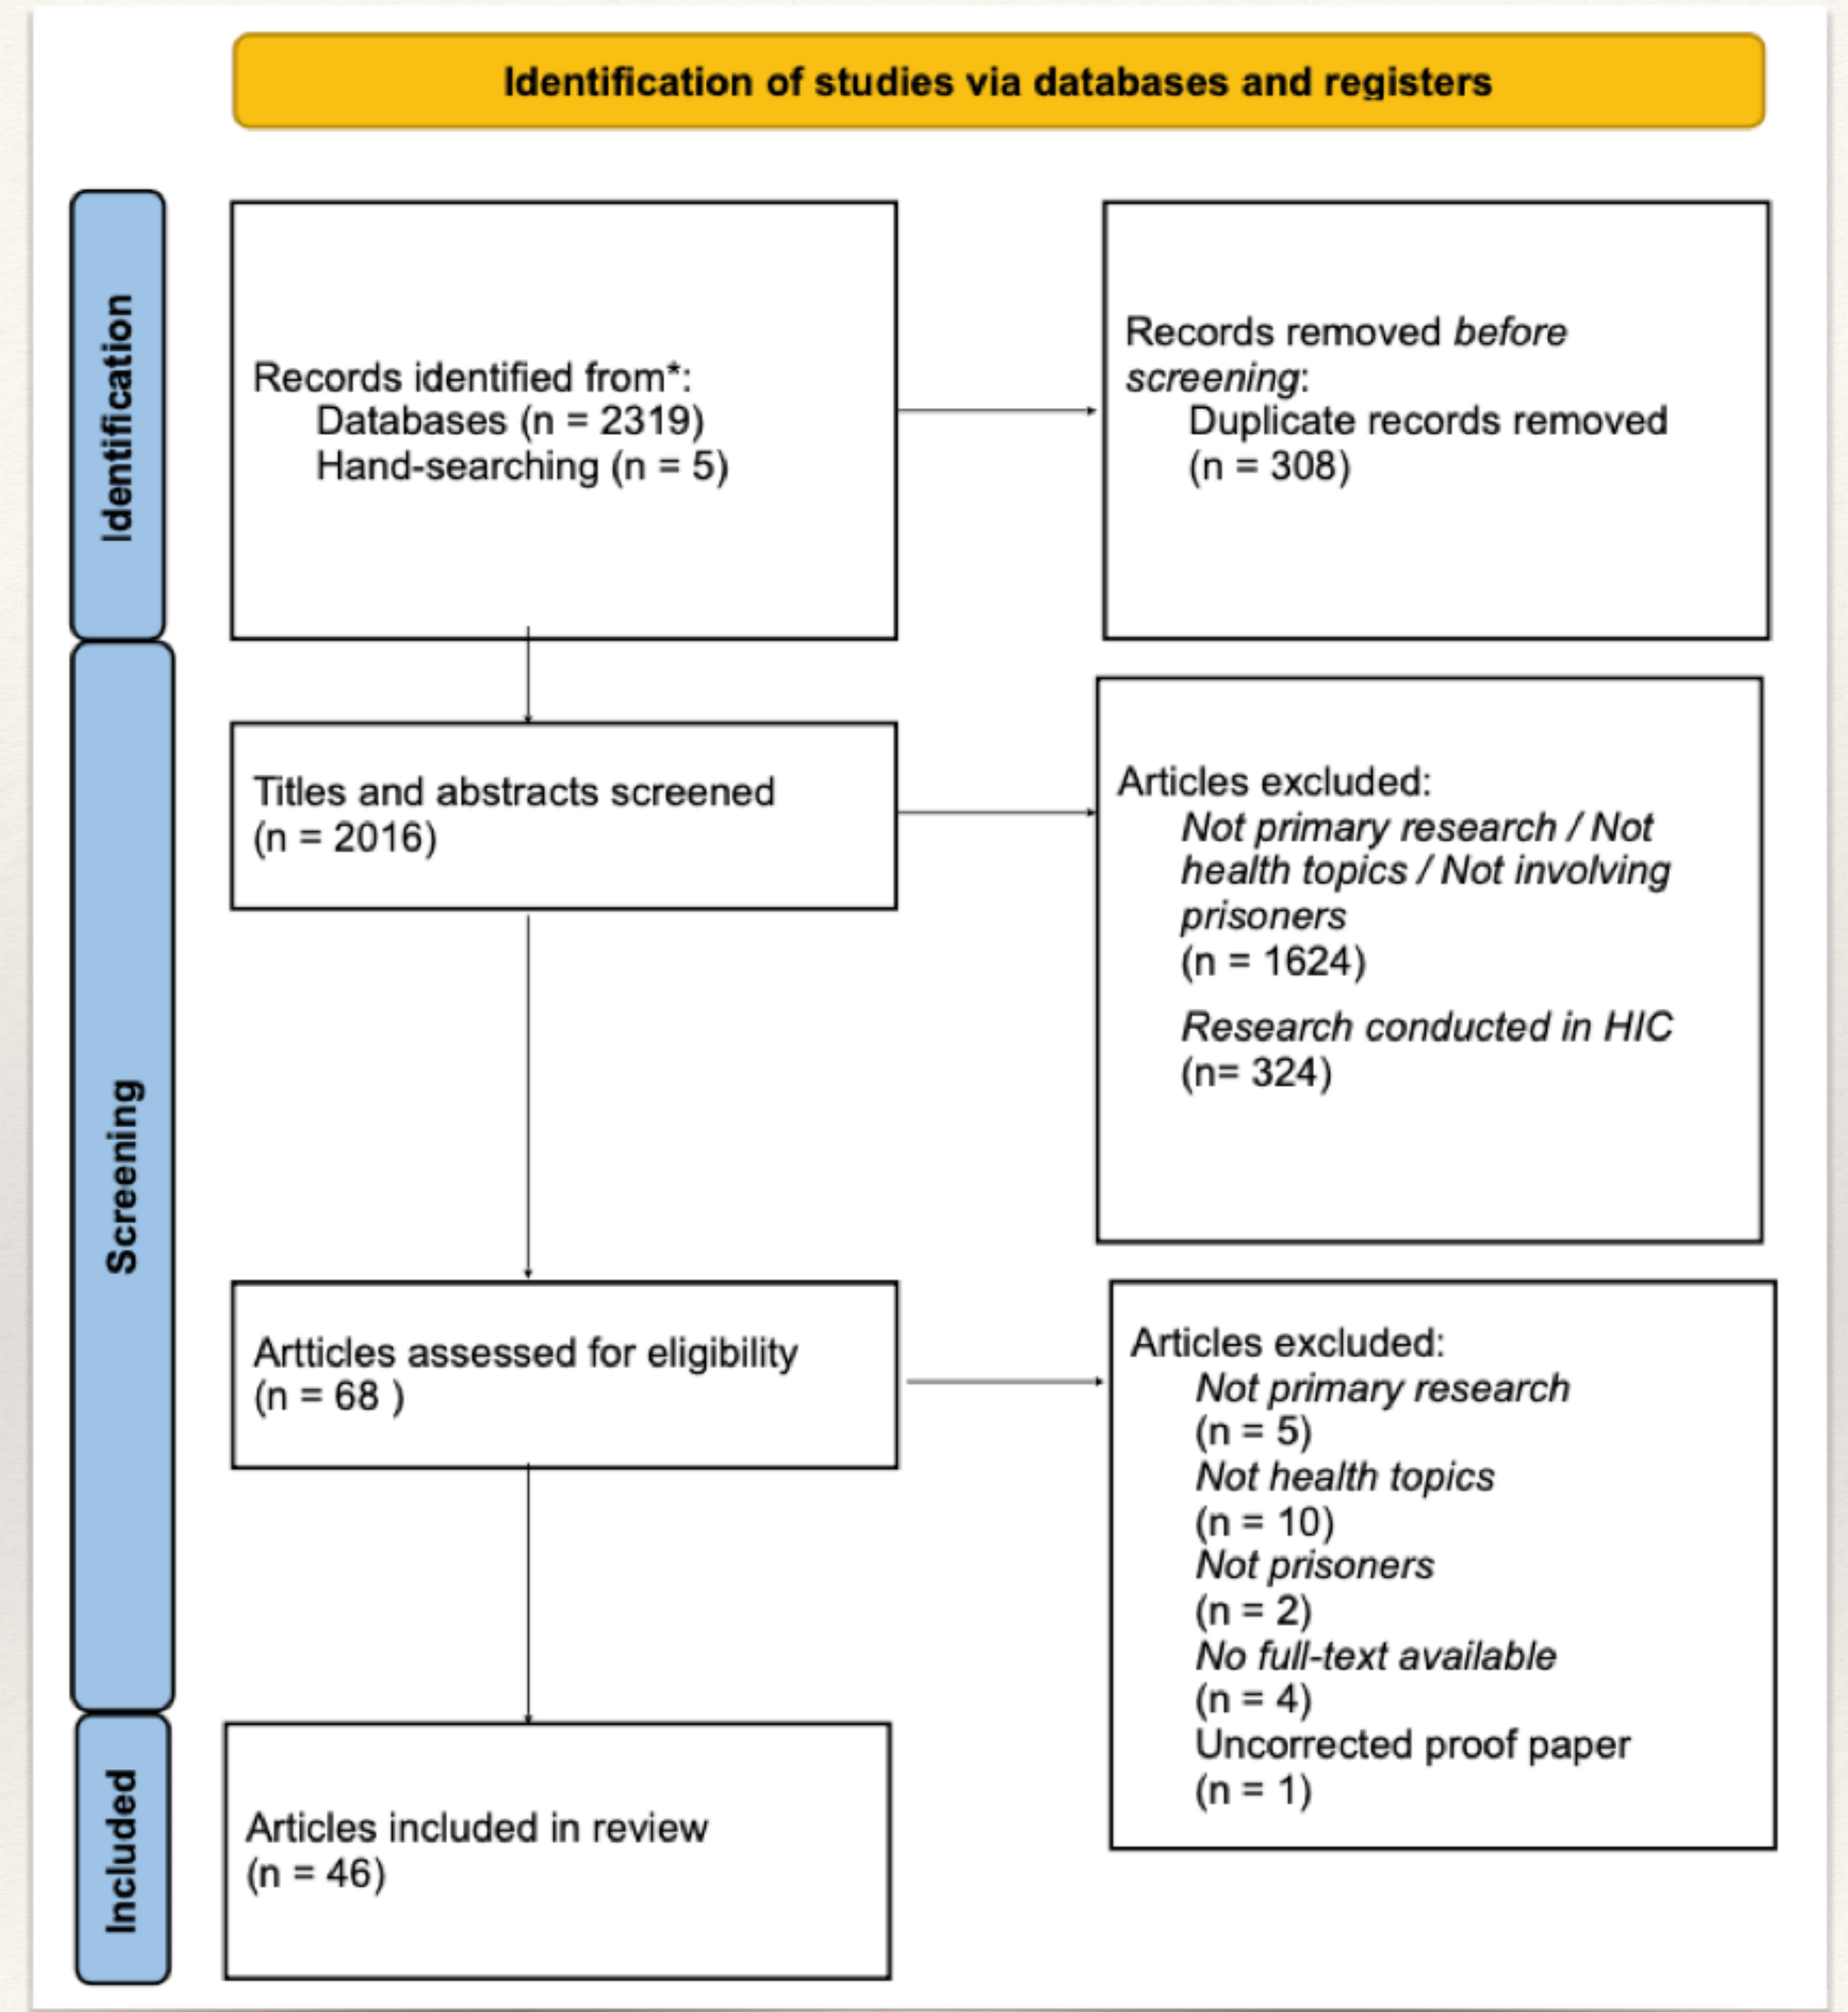 Identification of studies via databases and registers
Identification
Records identified from*:
Databases (n = 2319)
Hand-searching (n = 5)
Records removed before
screening:
Duplicate records removed
(n = 308)
Screening
Titles and abstracts screened
(n = 2016)
Articles excluded:
Not primary research / Not
health topics / Not involving
prisoners
(n = 1624)
Research conducted in HIC
(n= 324)
Artticles assessed for eligibility
(n = 68 )
Articles excluded:
Not primary research
(n = 5)
Not health topics
(n = 10)
Not prisoners
(n = 2)
No full-text available
(n = 4)
Uncorrected proof paper
(n = 1)
Included
Articles included in review
(n = 46)